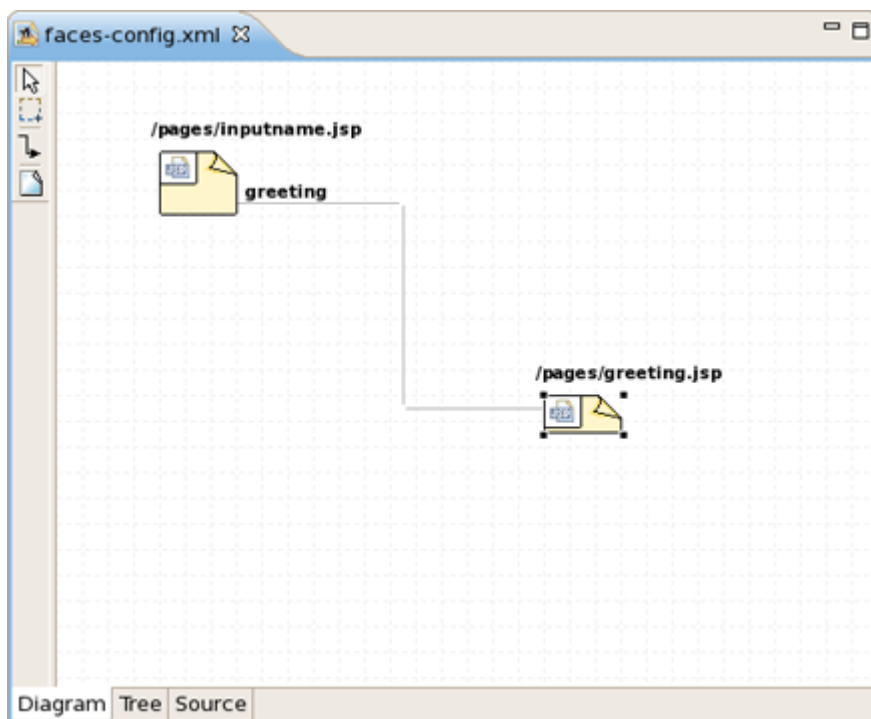 faces-config.xml
/pages/inputname.jsp
greeting
/pages/greeting.jsp
Diagram Tree Source